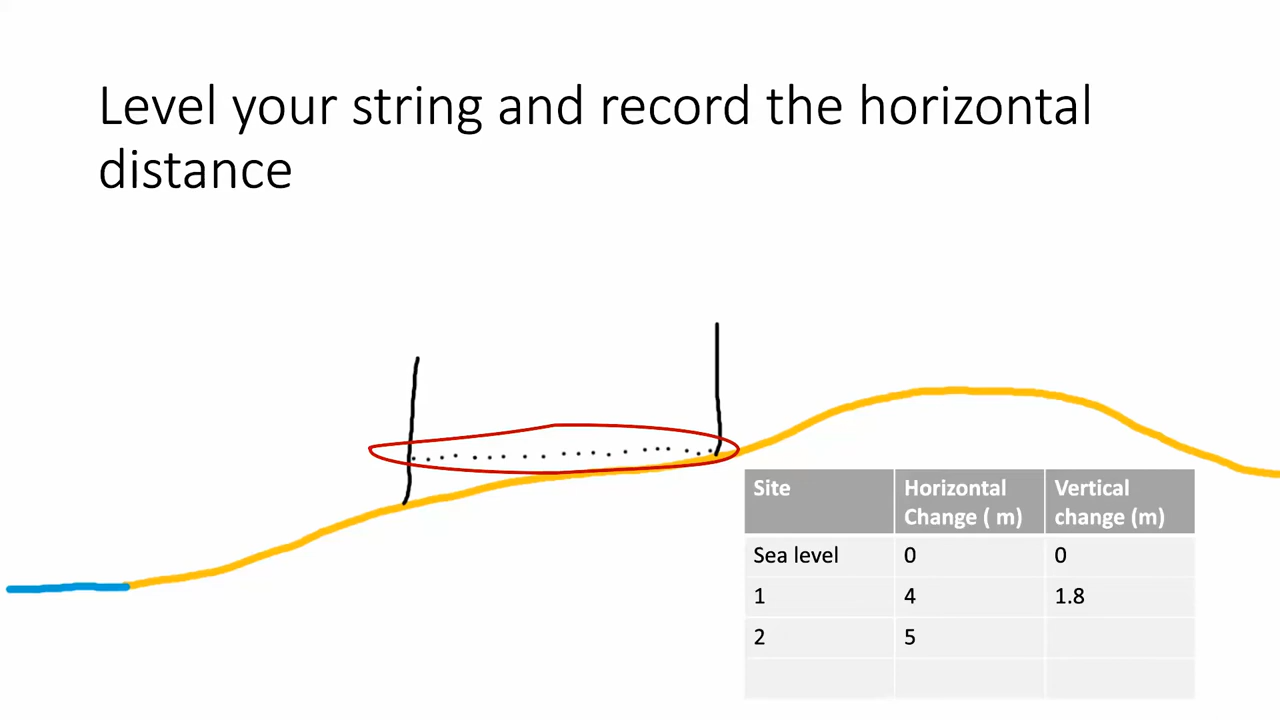 Level your string and record the horizontal
distance
Site Horizontal Change ( m) Vertical change (m)
Sea level 0 0
1 4 1.8
2 5